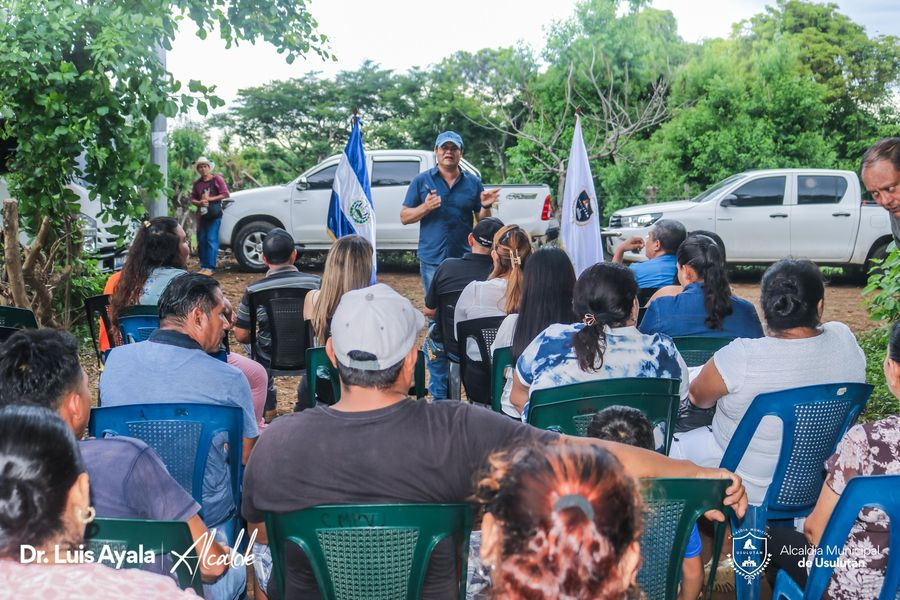 Dr. Luis Ayala | Alcalde
Alcaldía Municipal
de Usulután